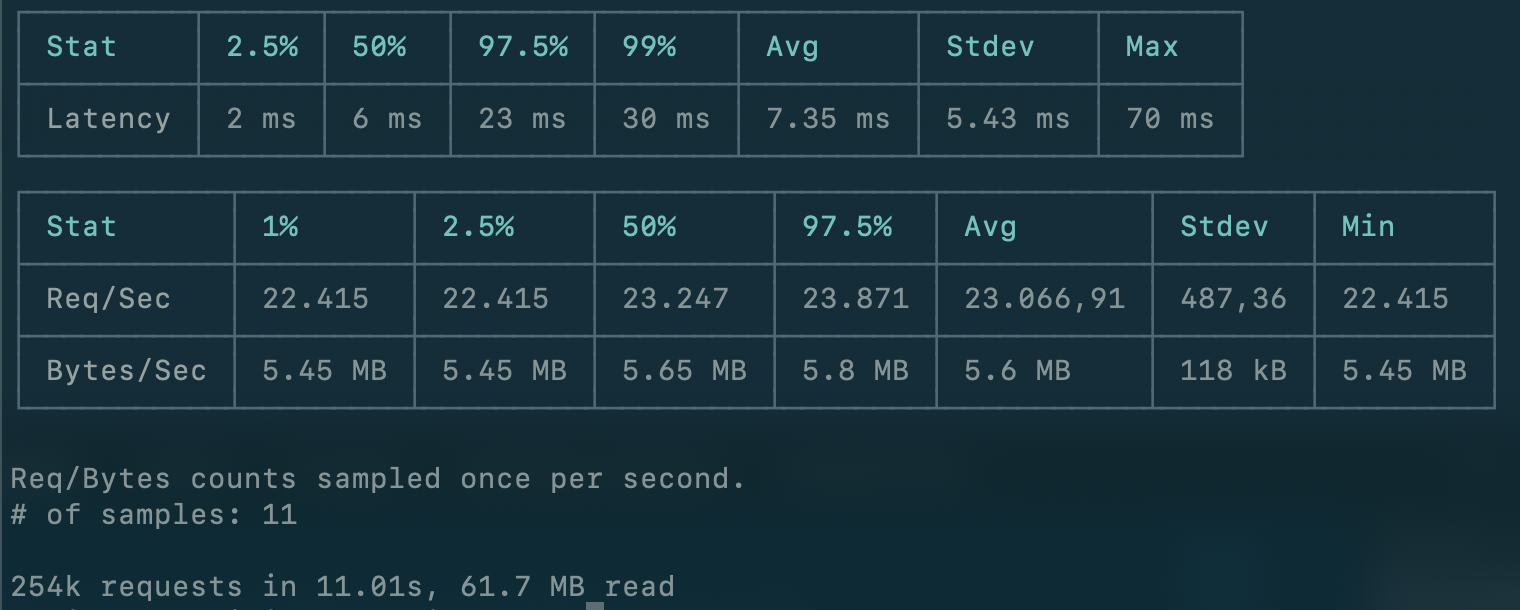 Stat 2.5% 50% 97.5% 99% Avg Stdev Max
Latency 2 ms 6 ms 23 ms 30 ms 7.35 ms 5.43 ms 70 ms
Stat 1% 2.5% 50% 97.5% Avg Stdev Min
Req/Sec 22.415 22.415 23.247 23.871 23.066,91 487,36 22.415
Bytes/Sec 5.45 MB 5.45 MB 5.65 MB 5.8 MB 5.6 MB 118 kB 5.45 MB
Req/Bytes counts sampled once per second.
# of samples: 11
254k requests in 11.01s, 61.7 MB read